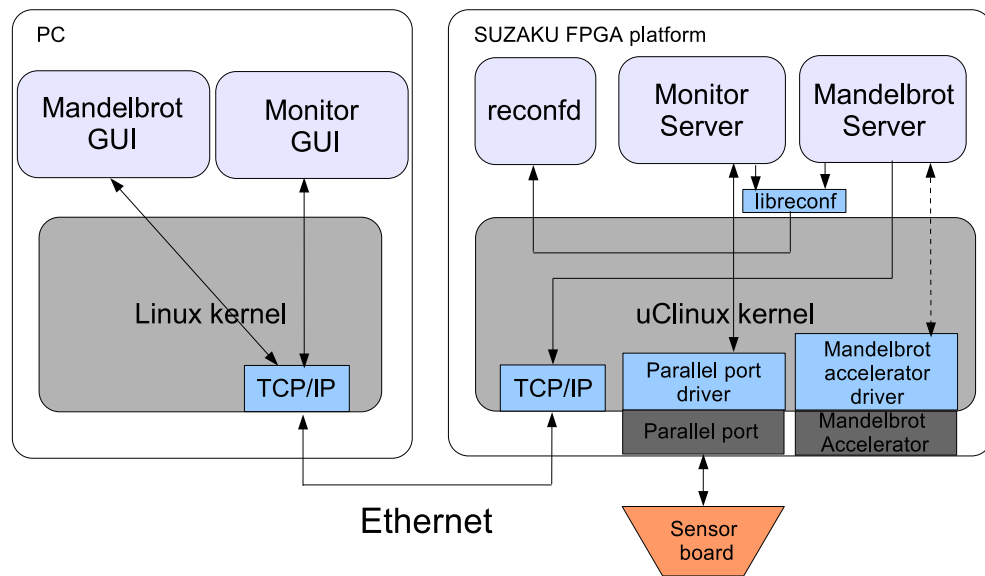 PC
Mandelbrot
GUI
Monitor
GUI
Linux kernel
TCP/IP
SUZAKU FPGA platform
reconfd
Monitor
Server
Mandelbrot
Server
libreconf
uClinux kernel
TCP/IP
Parallel port
driver
Mandelbrot
accelerator
driver
Parallel port
Mandelbrot
Accelerator
Ethernet
Sensor
board